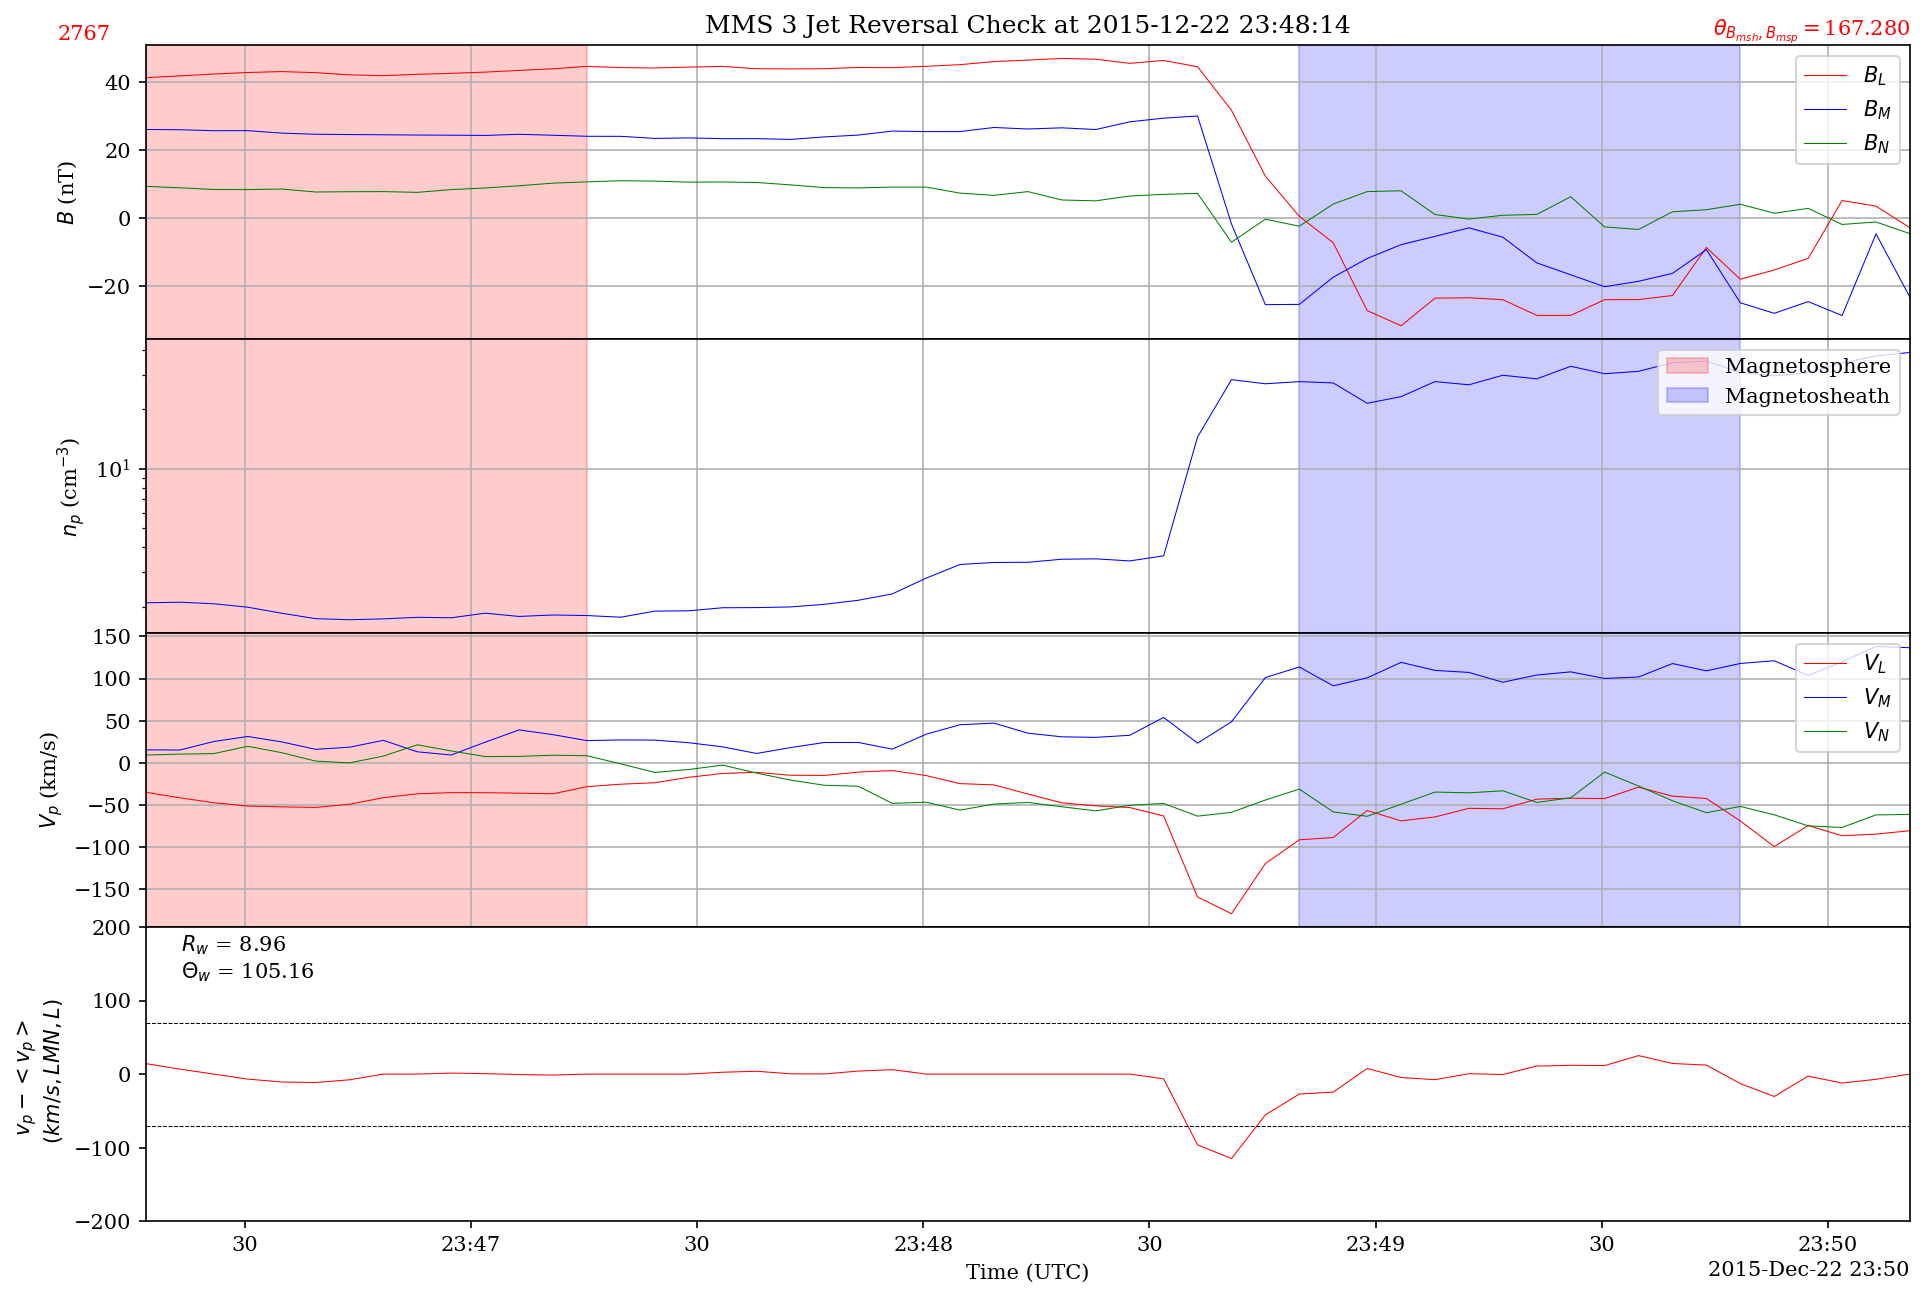 2767
MMS 3 Jet Reversal Check at 2015-12-22 23:48:14
θ_{B_{msh}, B_{msp}} = 167.280
B (nT)
40
20
0
−20
B_L
B_M
B_N
n_p (cm^{−3})
10^1
Magnetosphere
Magnetosheath
V_p (km/s)
150
100
50
0
−50
−100
−150
V_L
V_M
V_N
v_p − < v_p >
(km/s, LMN, L)
200
100
0
−100
−200
R_w = 8.96
Θ_w = 105.16
30
23:47
30
23:48
30
23:49
30
23:50
Time (UTC)
2015-Dec-22 23:50